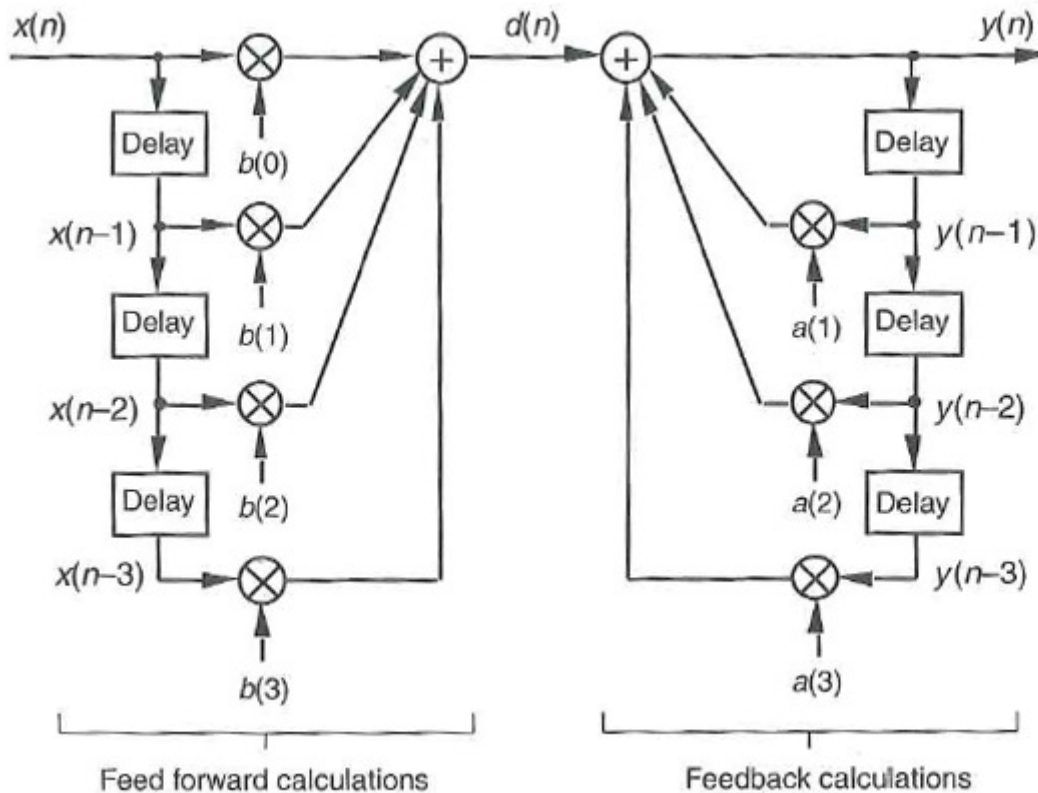 x(n) d(n) y(n)
Delay Delay
b(0)
x(n–1) y(n–1)
Delay b(1) a(1) Delay
x(n–2) y(n–2)
Delay b(2) a(2) Delay
x(n–3) y(n–3)
b(3) a(3)
Feed forward calculations Feedback calculations